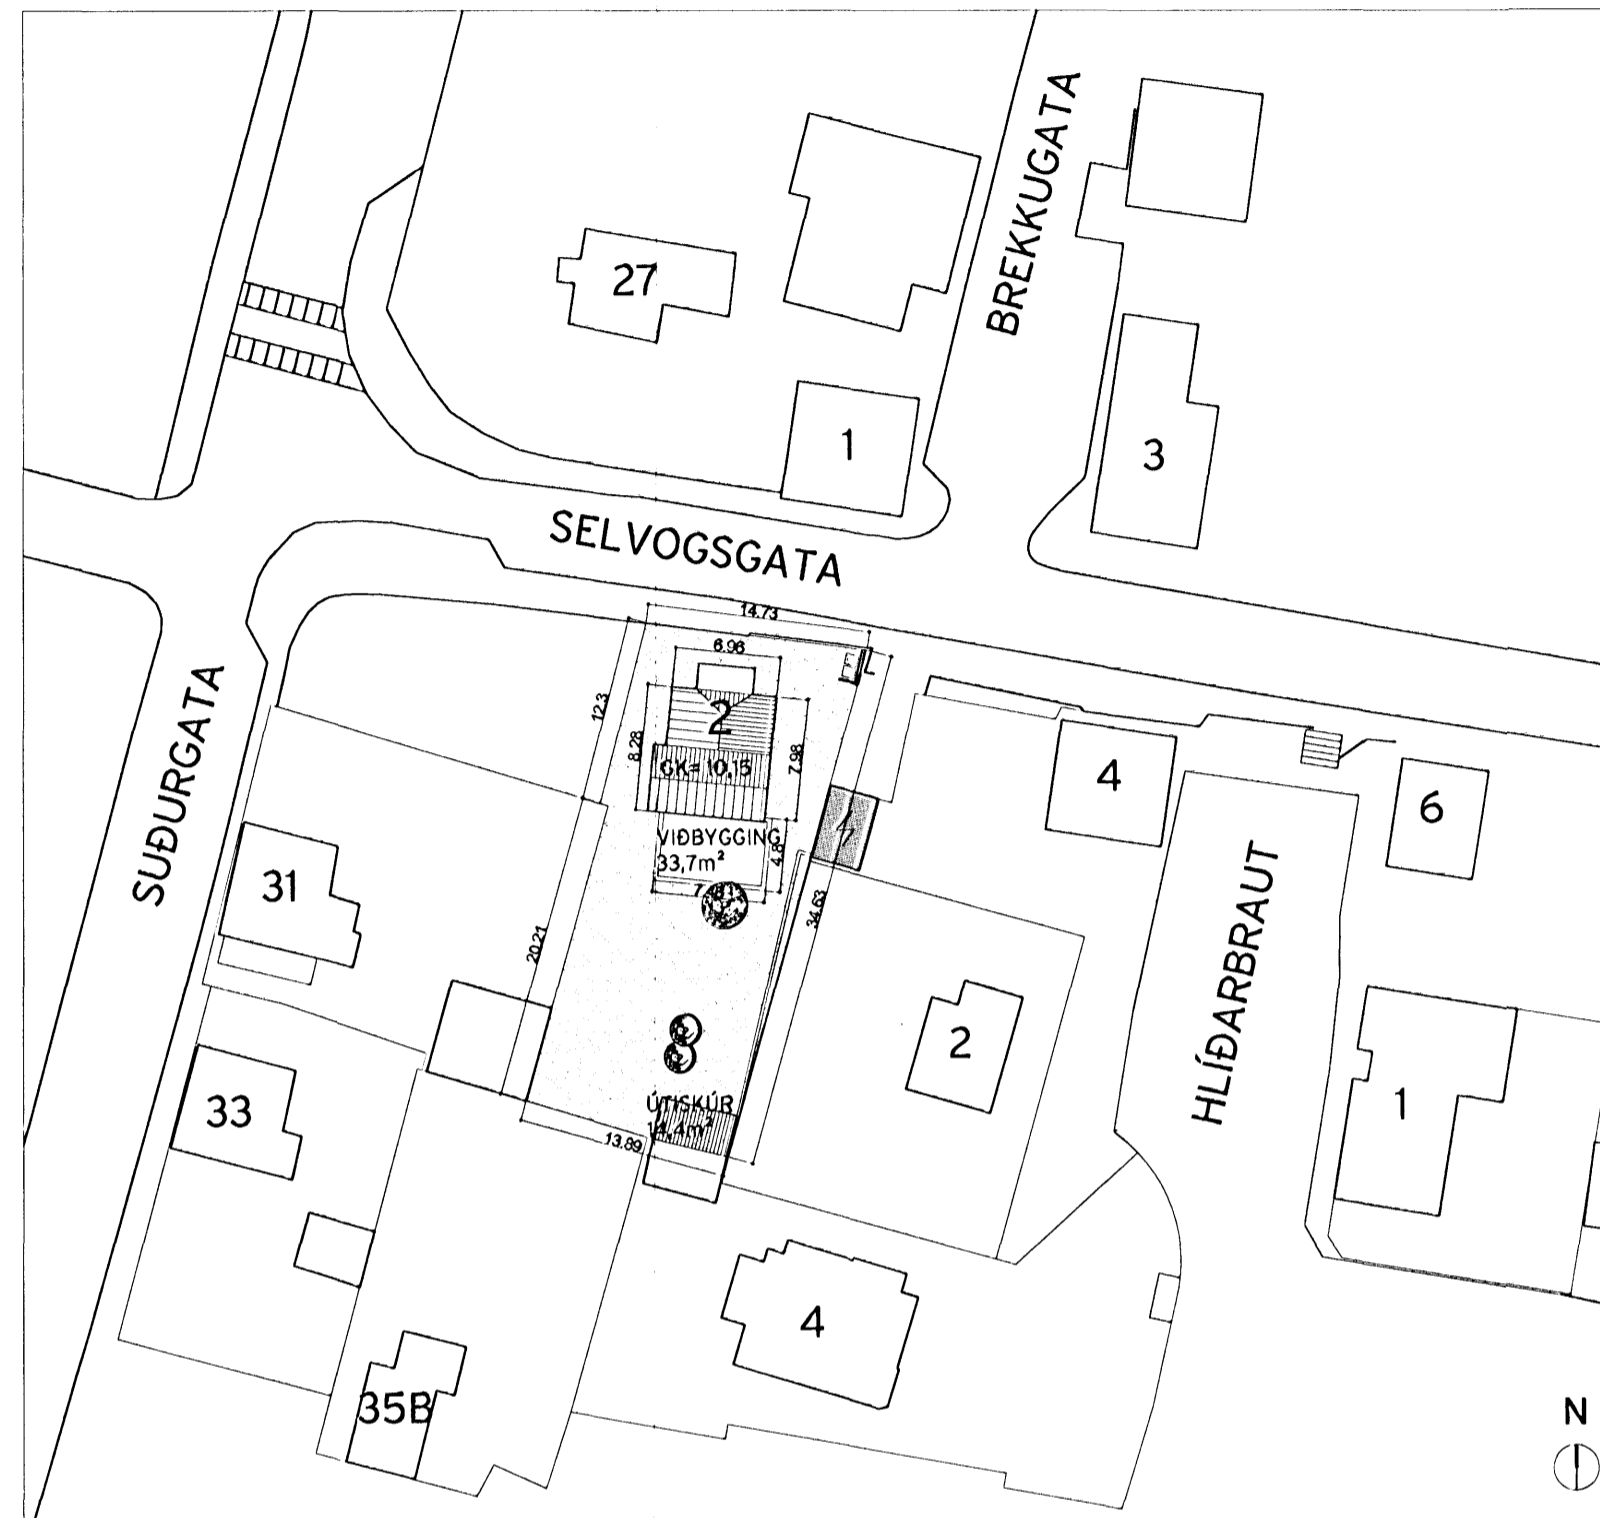 BREKKUGATA
27
1
3
SELVOGSGATA
14.73
6.96
12.3
2
8.28
GK= 10,15
7.98
4
6
SUÐURGATA
VIÐBYGGING
33,7m²
4.8
31
34.63
20.21
2
HLÍÐARBRAUT
1
33
ÚTISKÚR
14,4m²
13.89
4
35B
N